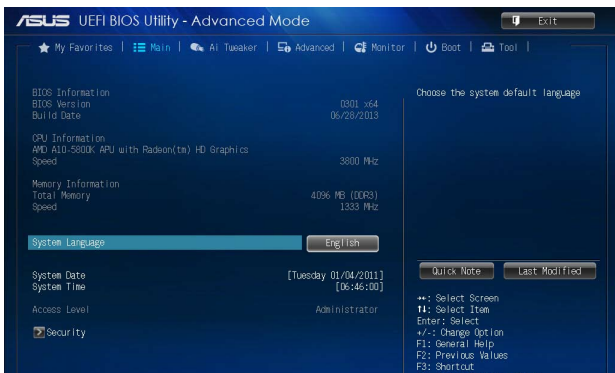 ASUS UEFI BIOS Utility - Advanced Mode
Exit
My Favorites | Main | Ai Tweaker | Advanced | Monitor | Boot | Tool |
BIOS Information
BIOS Version 0301 x64
Build Date 06/28/2013
CPU Information
AMD A10-5800K APU with Radeon(tm) HD Graphics
Speed 3800 MHz
Memory Information
Total Memory 4096 MB (DDR3)
Speed 1333 MHz
System Language English
System Date [Tuesday 01/04/2011]
System Time [06:46:00]
Access Level Administrator
Security
Choose the system default language
Quick Note Last Modified
→←: Select Screen
↑↓: Select Item
Enter: Select
+/-: Change Option
F1: General Help
F2: Previous Values
F3: Shortcut